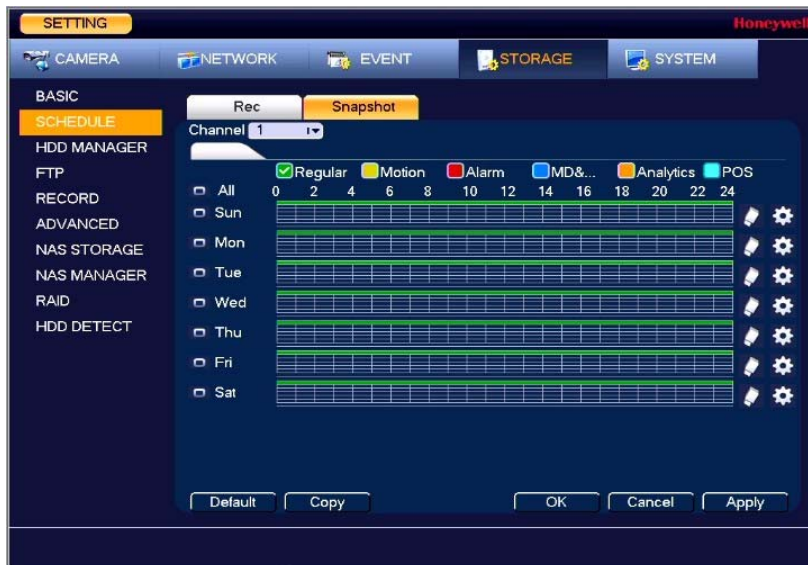 SETTING
Honeywell
CAMERA NETWORK EVENT STORAGE SYSTEM
BASIC
SCHEDULE
HDD MANAGER
FTP
RECORD
ADVANCED
NAS STORAGE
NAS MANAGER
RAID
HDD DETECT
Rec Snapshot
Channel 1
Regular Motion Alarm MD&... Analytics POS
All 0 2 4 6 8 10 12 14 16 18 20 22 24
Sun
Mon
Tue
Wed
Thu
Fri
Sat
Default Copy OK Cancel Apply